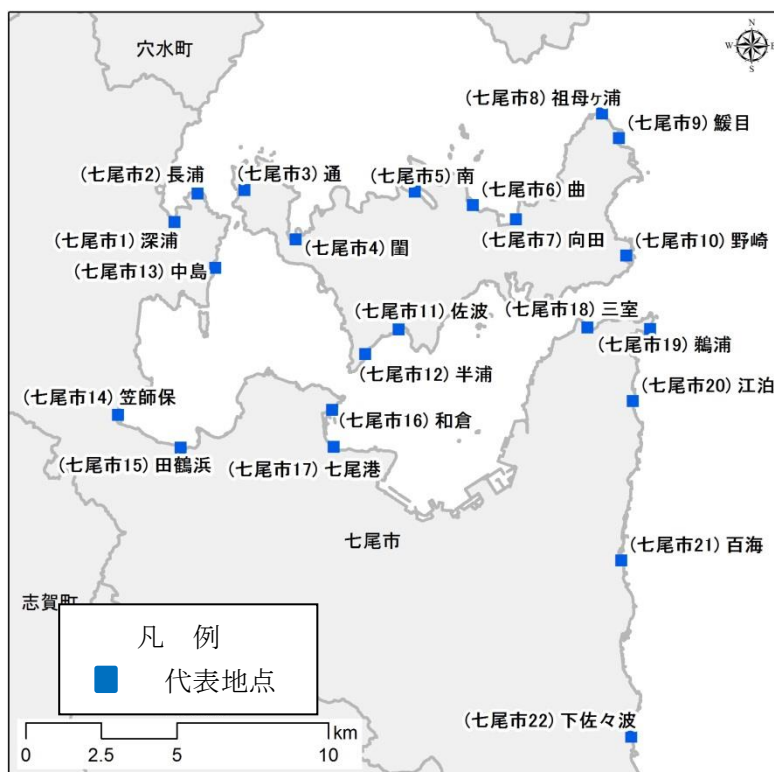 穴水町
N
W E
S
(七尾市8) 祖母ヶ浦
(七尾市9) 鰀目
(七尾市2) 長浦
(七尾市3) 通
(七尾市5) 南
(七尾市6) 曲
(七尾市1) 深浦
(七尾市4) 閨
(七尾市7) 向田
(七尾市10) 野崎
(七尾市13) 中島
(七尾市11) 佐波
(七尾市18) 三室
(七尾市12) 半浦
(七尾市19) 鵜浦
(七尾市14) 笠師保
(七尾市20) 江泊
(七尾市16) 和倉
(七尾市15) 田鶴浜
(七尾市17) 七尾港
七尾市
(七尾市21) 百海
志賀町
凡 例
代表地点
(七尾市22) 下佐々波
km
0 2.5 5 10